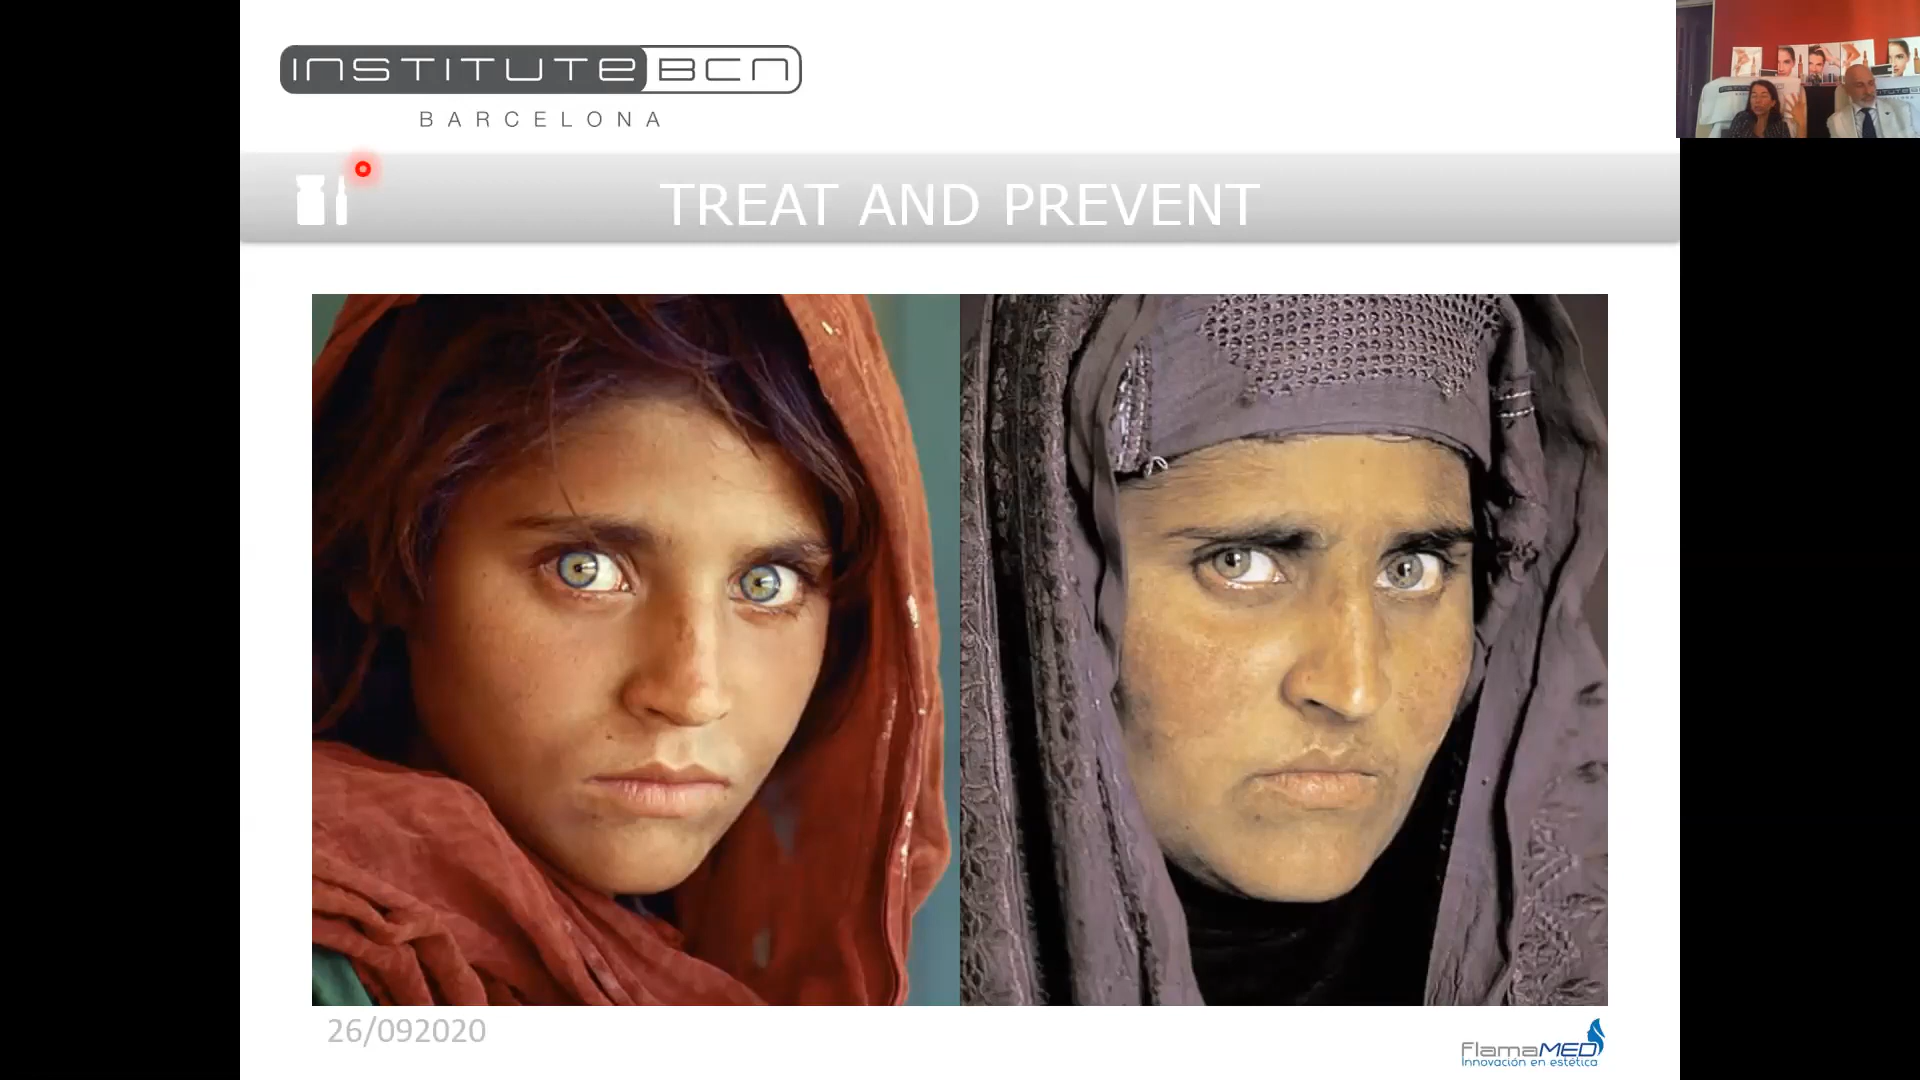 INSTITUTE BCN
BARCELONA
TREAT AND PREVENT
26/092020
FlamaMED
Innovación en estética